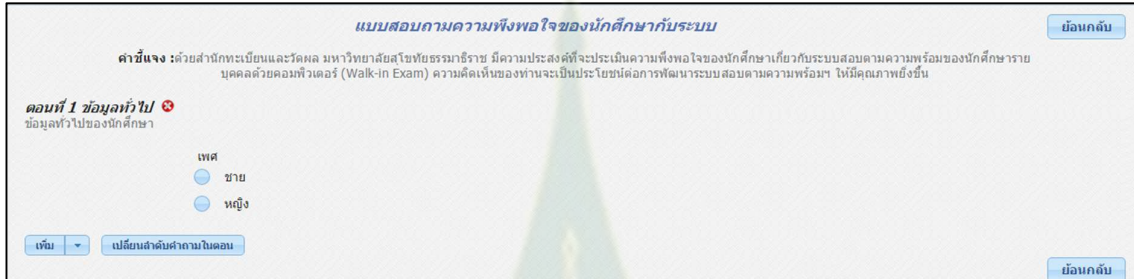 แบบสอบถามความพึงพอใจของนักศึกษากับระบบ
ย้อนกลับ
คำชี้แจง :ด้วยสำนักทะเบียนและวัดผล มหาวิทยาลัยสุโขทัยธรรมาธิราช มีความประสงค์ที่จะประเมินความพึงพอใจของนักศึกษาเกี่ยวกับระบบสอบตามความพร้อมของนักศึกษาราย
บุคคลด้วยคอมพิวเตอร์ (Walk-in Exam) ความคิดเห็นของท่านจะเป็นประโยชน์ต่อการพัฒนาระบบสอบตามความพร้อมฯ ให้มีคุณภาพยิ่งขึ้น
ตอนที่ 1 ข้อมูลทั่วไป
ข้อมูลทั่วไปของนักศึกษา
เพศ
ชาย
หญิง
เพิ่ม
เปลี่ยนลำดับคำถามในตอน
ย้อนกลับ